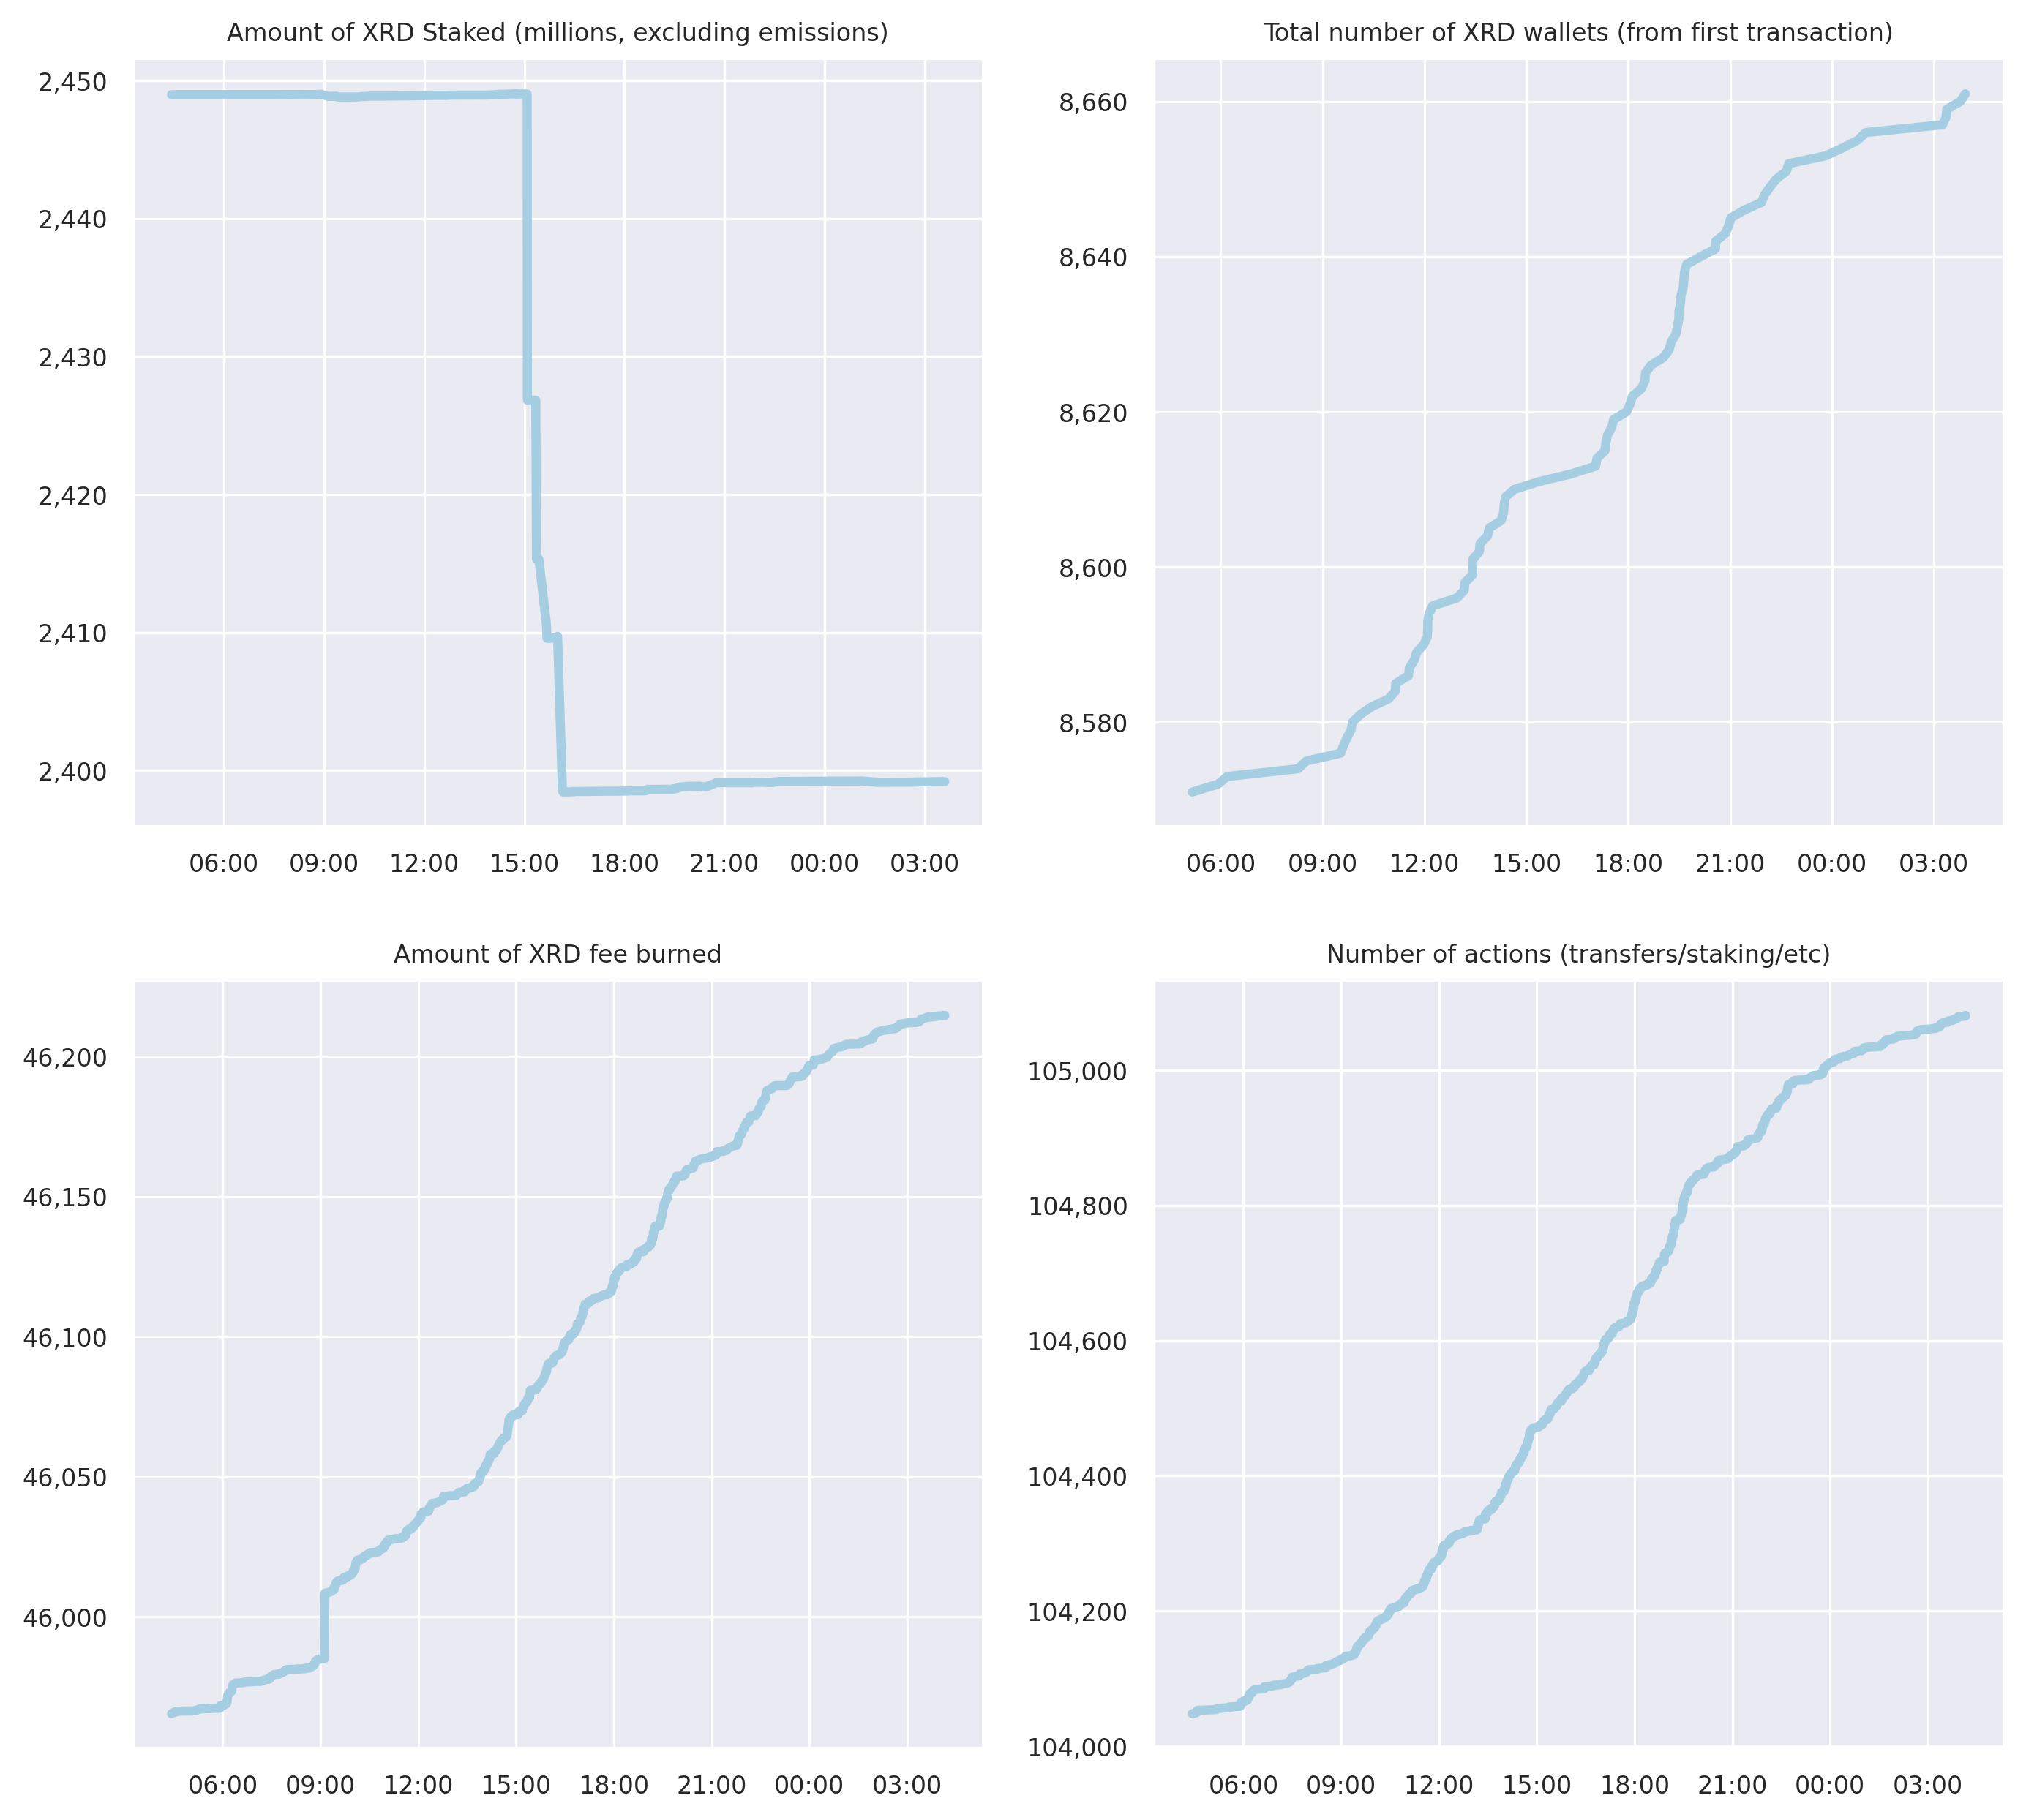 Amount of XRD Staked (millions, excluding emissions)
2,450
2,440
2,430
2,420
2,410
2,400
06:00 09:00 12:00 15:00 18:00 21:00 00:00 03:00
Total number of XRD wallets (from first transaction)
8,660
8,640
8,620
8,600
8,580
06:00 09:00 12:00 15:00 18:00 21:00 00:00 03:00
Amount of XRD fee burned
46,200
46,150
46,100
46,050
46,000
06:00 09:00 12:00 15:00 18:00 21:00 00:00 03:00
Number of actions (transfers/staking/etc)
105,000
104,800
104,600
104,400
104,200
104,000
06:00 09:00 12:00 15:00 18:00 21:00 00:00 03:00